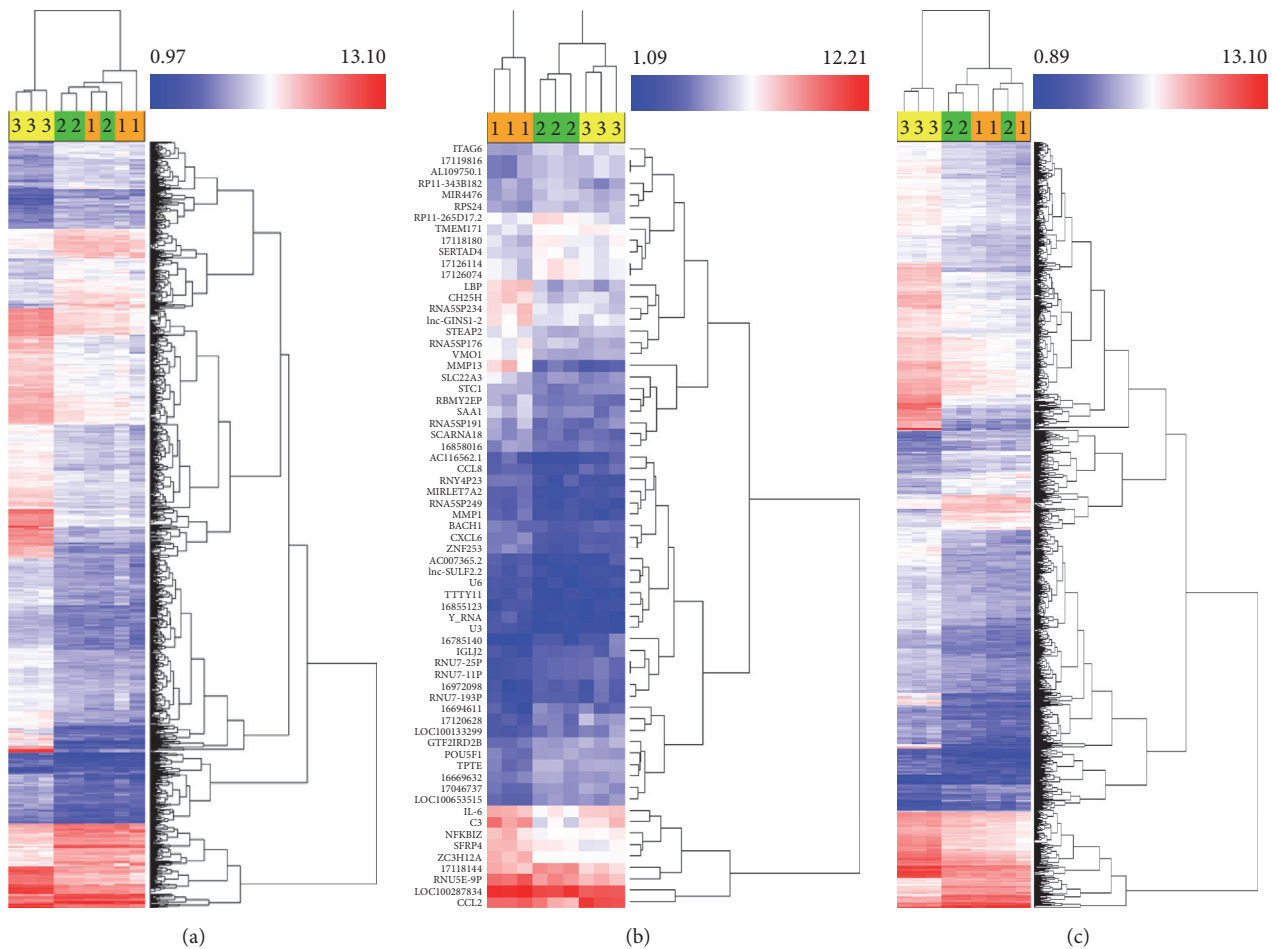 0.97 13.10
3 3 3 2 2 1 2 1 1
(a)
1.09 12.21
1 1 1 2 2 2 3 3 3
ITAG6
17119816
AL109750.1
RP11-343B182
MIR4476
RPS24
RP11-265D17.2
TMEM171
17118180
SERTAD4
17126114
17126074
LBP
CH25H
RNA5SP234
lnc-GINS1-2
STEAP2
RNA5SP176
VMO1
MMP13
SLC22A3
STC1
RBMY2EP
SAA1
RNA5SP191
SCARNA18
16858016
AC116562.1
CCL8
RNY4P23
MIRLET7A2
RNA5SP249
MMP1
BACH1
CXCL6
ZNF253
AC007365.2
lnc-SULF2.2
U6
TTTY11
16855123
Y_RNA
U3
16785140
IGLJ2
RNU7-25P
RNU7-11P
16972098
RNU7-193P
16694611
17120628
LOC100133299
GTF2IRD2B
POU5F1
TPTE
16669632
17046737
LOC100653515
IL-6
C3
NFKBIZ
SFRP4
ZC3H12A
17118144
RNU5E-9P
LOC100287834
CCL2
(b)
0.89 13.10
3 3 3 2 2 1 1 2 1
(c)